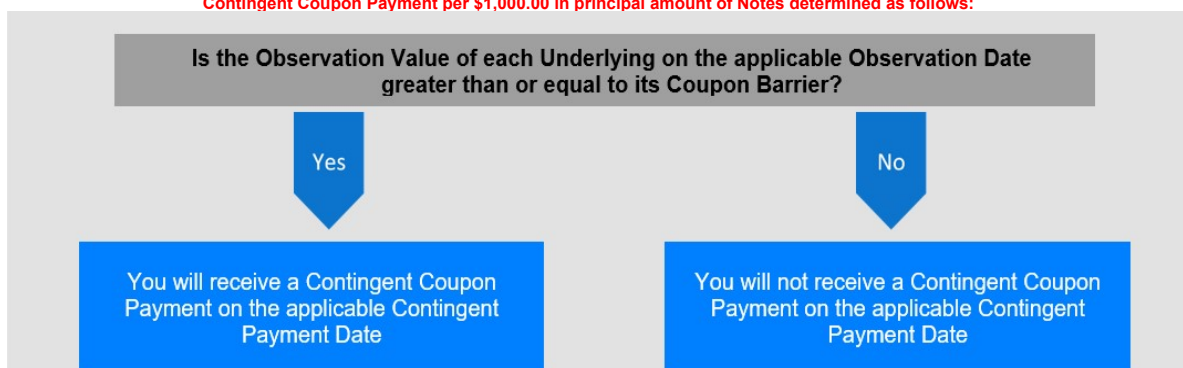 Contingent Coupon Payment per $1,000.00 in principal amount of Notes determined as follows:
Is the Observation Value of each Underlying on the applicable Observation Date
greater than or equal to its Coupon Barrier?
Yes
No
You will receive a Contingent Coupon
Payment on the applicable Contingent
Payment Date
You will not receive a Contingent Coupon
Payment on the applicable Contingent
Payment Date